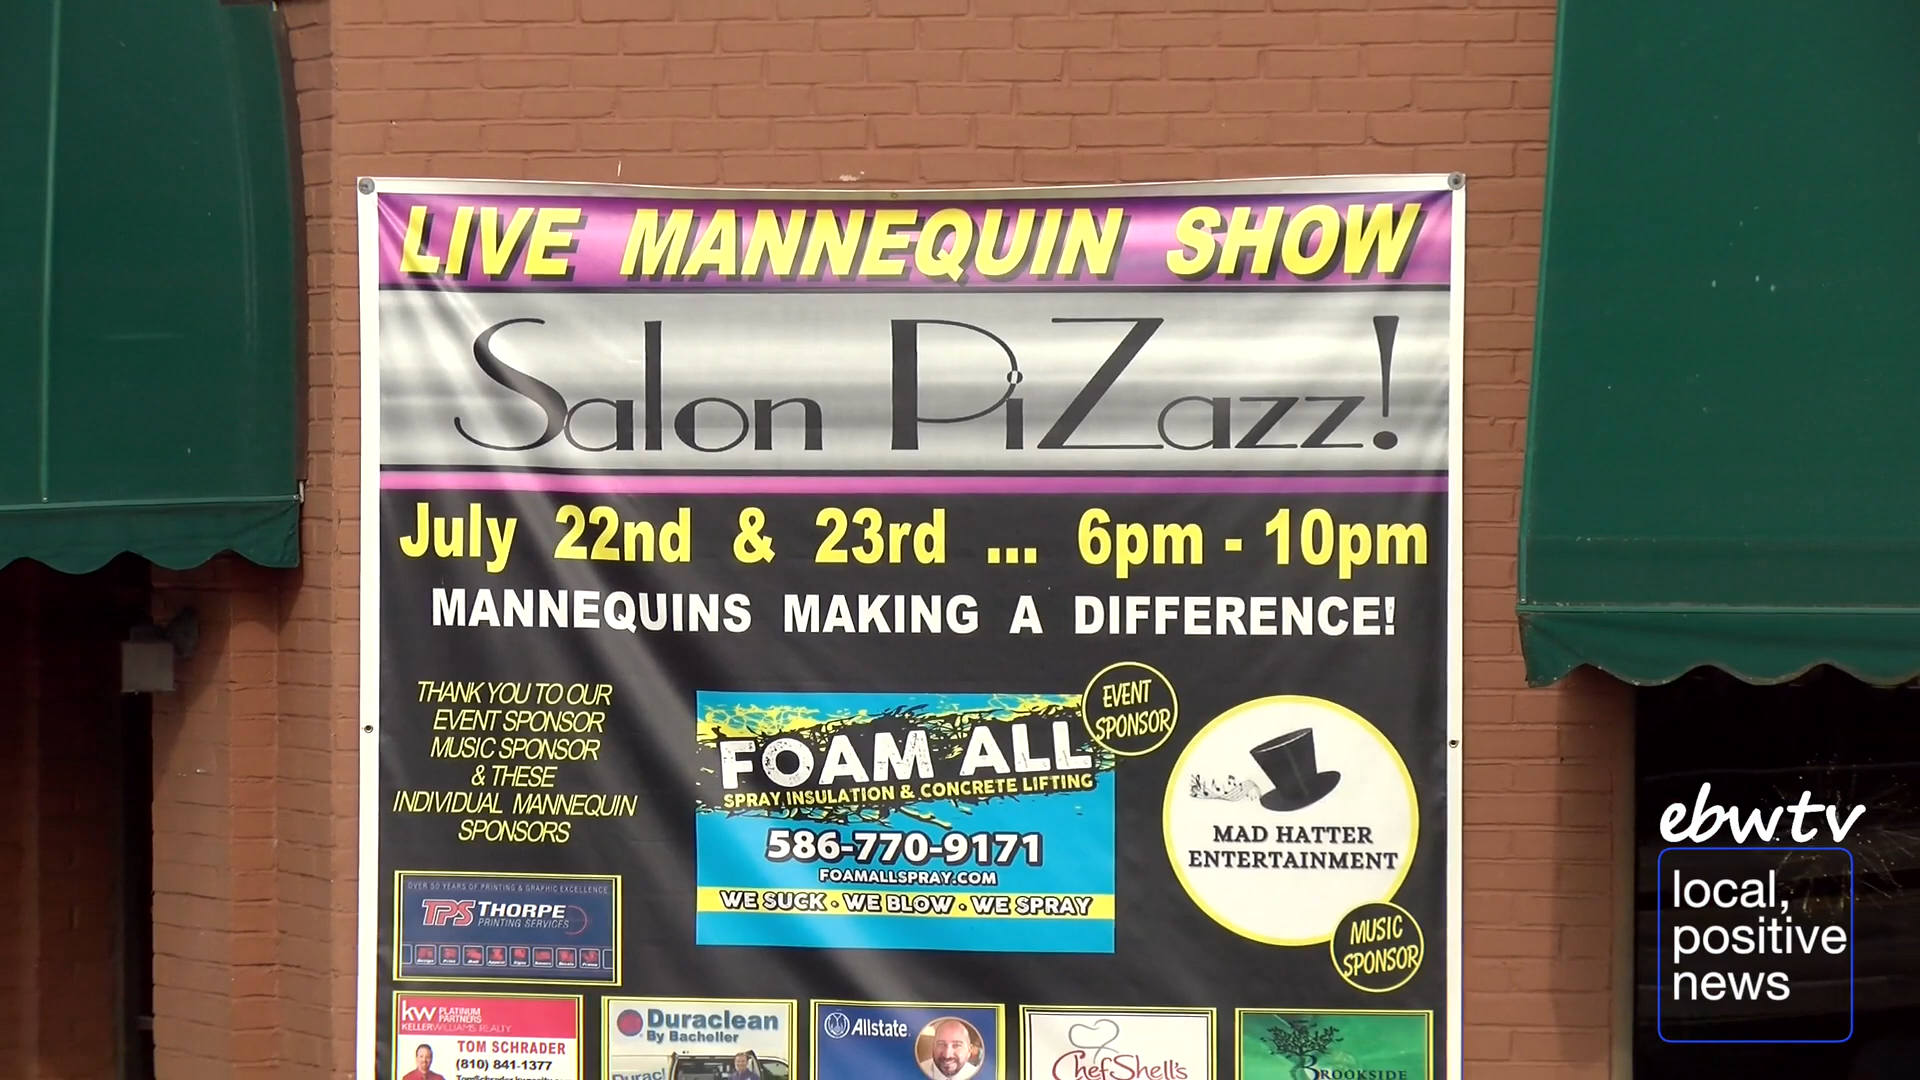 LIVE MANNEQUIN SHOW
Salon PiZazz!
July 22nd & 23rd ... 6pm - 10pm
MANNEQUINS MAKING A DIFFERENCE!
THANK YOU TO OUR
EVENT SPONSOR
MUSIC SPONSOR
& THESE
INDIVIDUAL MANNEQUIN
SPONSORS
FOAM ALL
SPRAY INSULATION & CONCRETE LIFTING
586-770-9171
FOAMALLSPRAY.COM
WE SUCK · WE BLOW · WE SPRAY
EVENT
SPONSOR
MAD HATTER
ENTERTAINMENT
MUSIC
SPONSOR
OVER 50 YEARS OF PRINTING & GRAPHIC EXCELLENCE
TPS THORPE
PRINTING SERVICES
kw PLATINUM
PARTNERS
KELLERWILLIAMS REALTY
TOM SCHRADER
(810) 841-1377
Duraclean
By Bacheller
Duracl
Allstate
ChefShell's
BROOKSIDE
ebw.tv
local,
positive
news